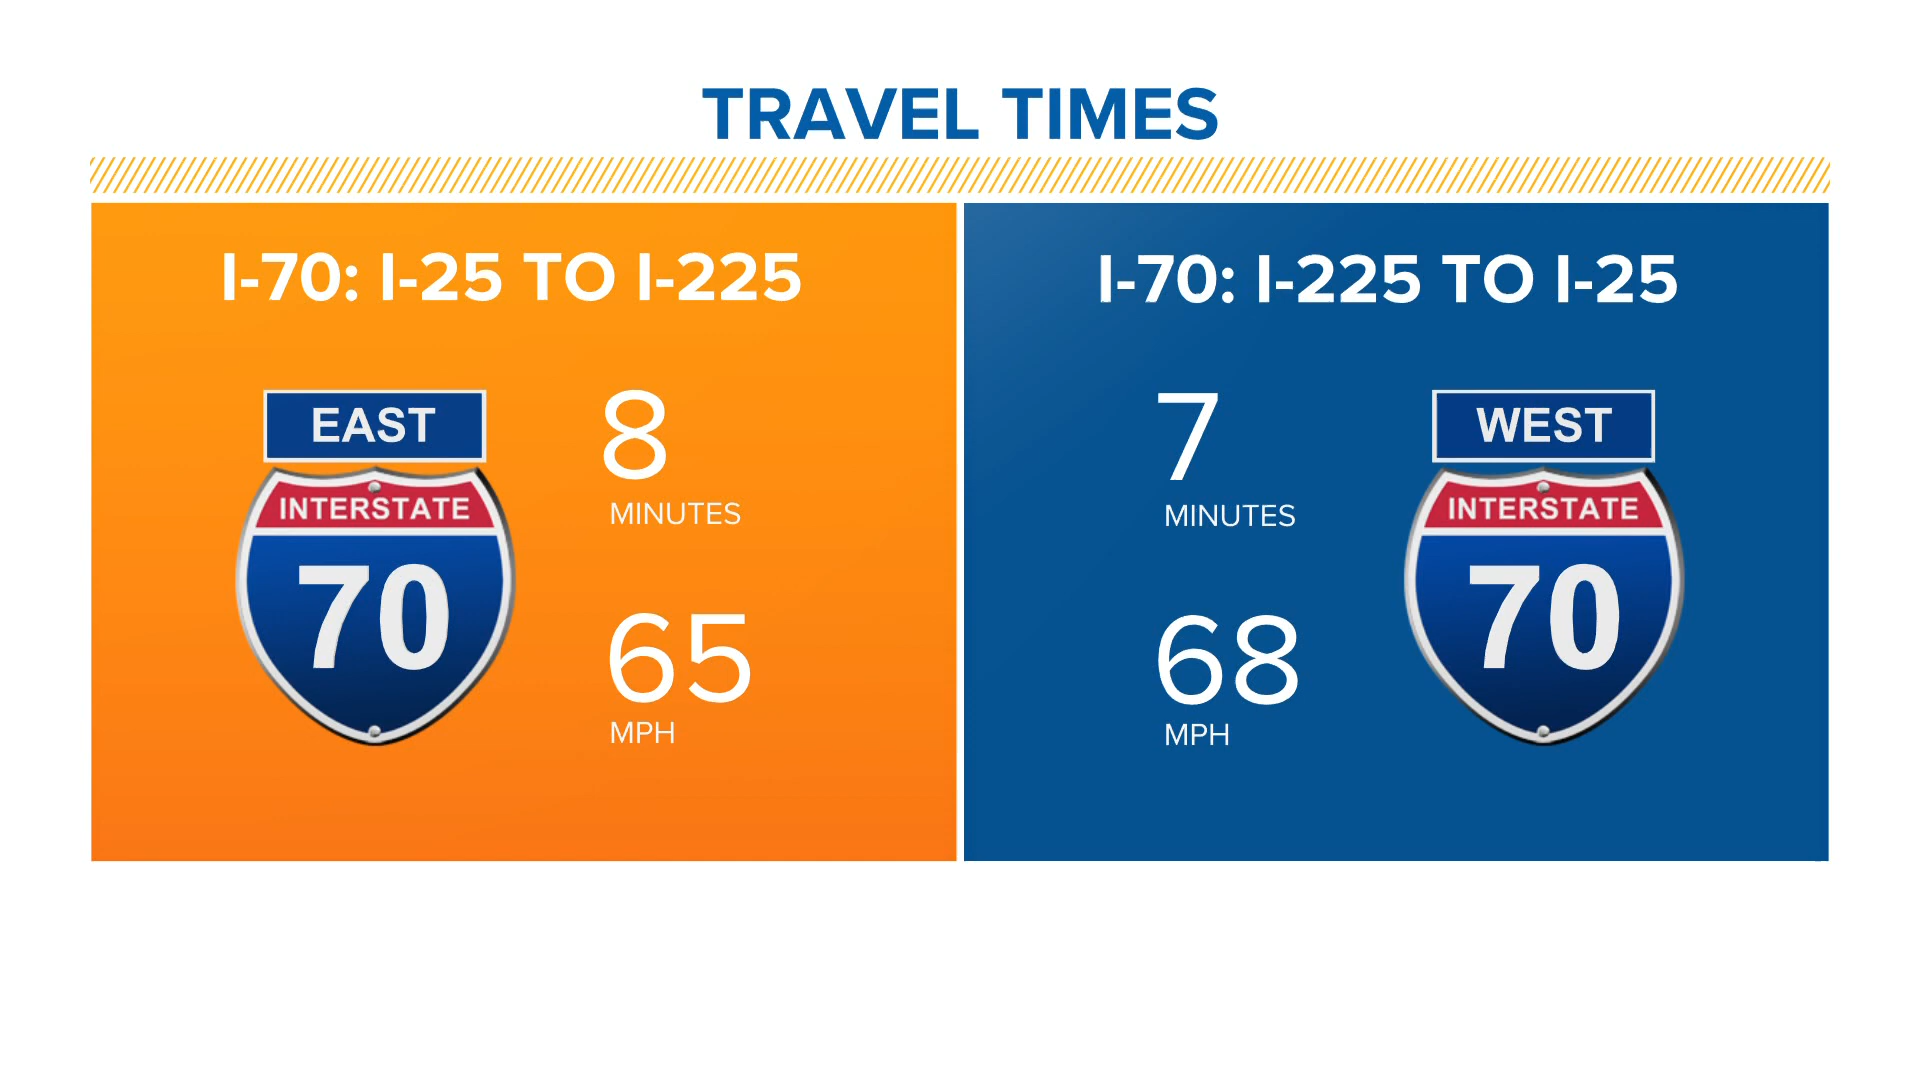 TRAVEL TIMES
I-70: I-25 TO I-225
EAST
INTERSTATE
70
8
MINUTES
65
MPH
I-70: I-225 TO I-25
7
MINUTES
68
MPH
WEST
INTERSTATE
70